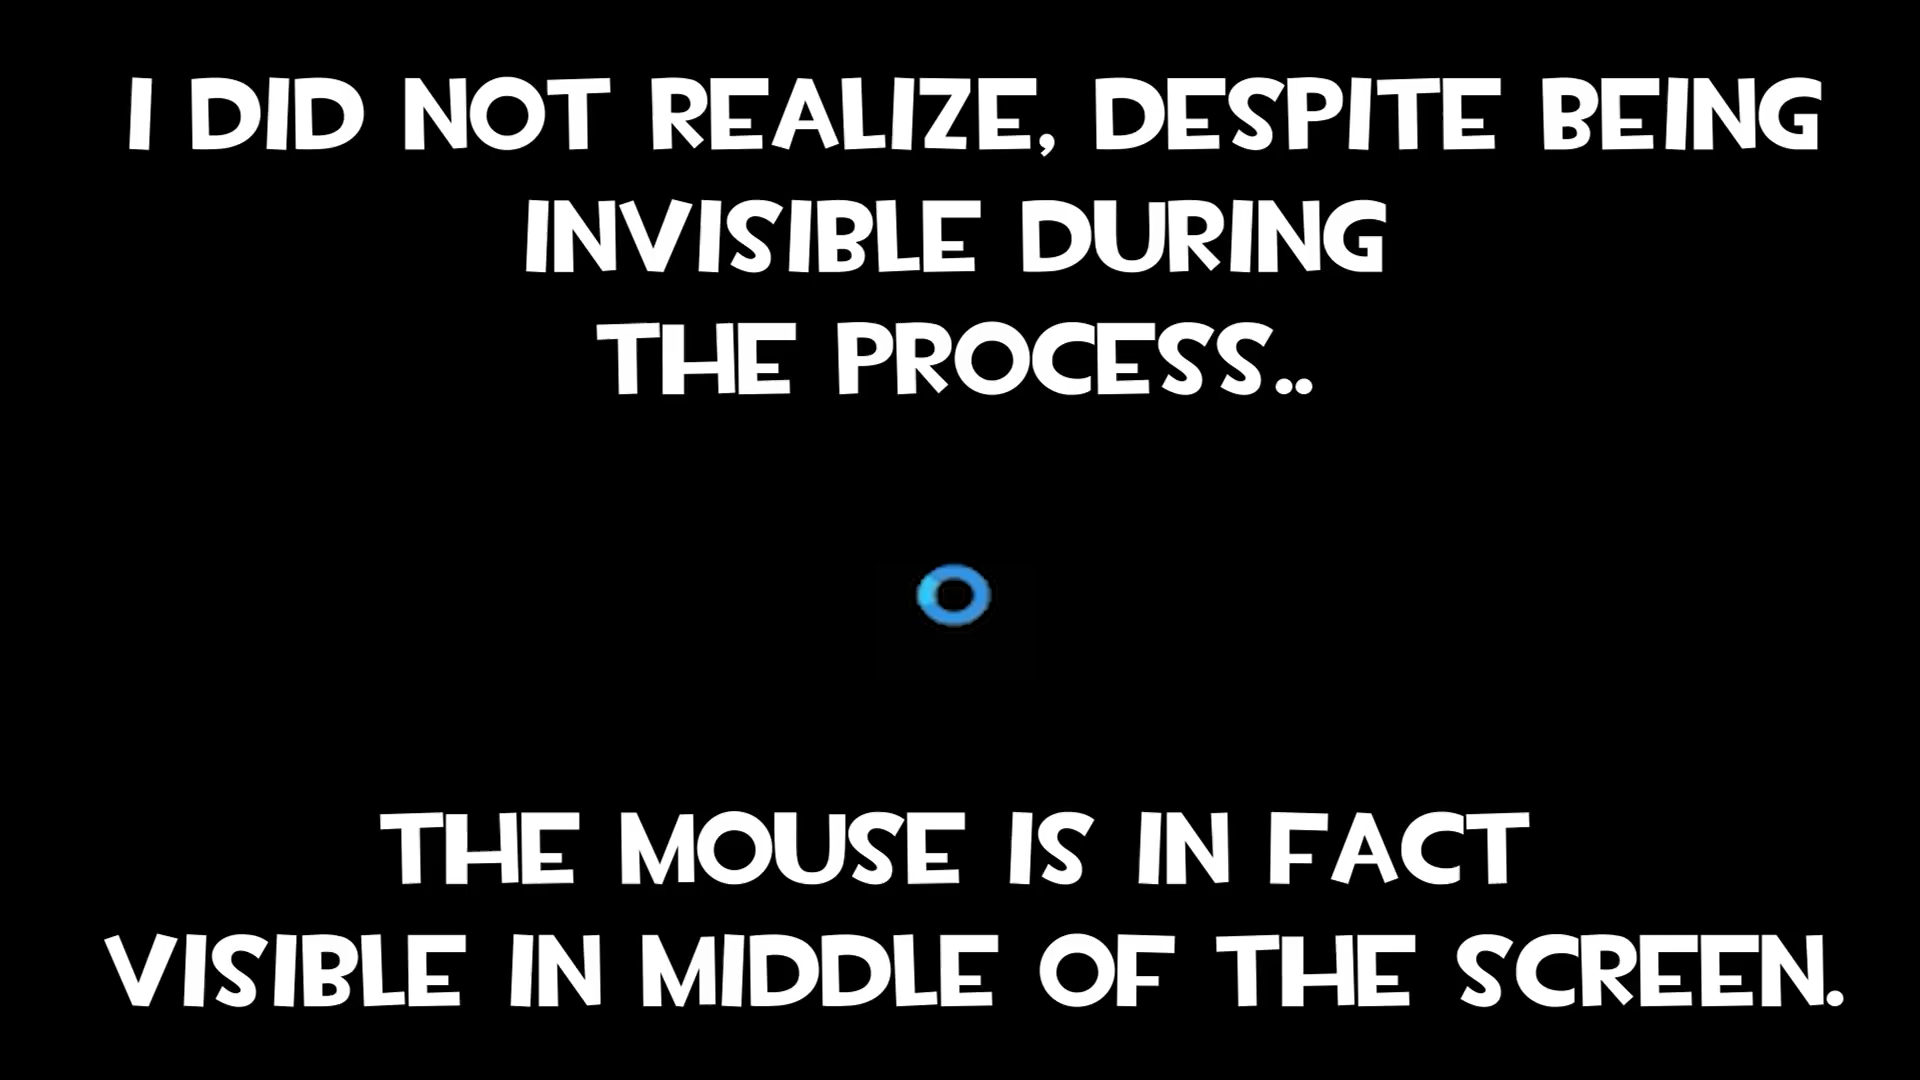 I DID NOT REALIZE, DESPITE BEING
INVISIBLE DURING
THE PROCESS..
THE MOUSE IS IN FACT
VISIBLE IN MIDDLE OF THE SCREEN.